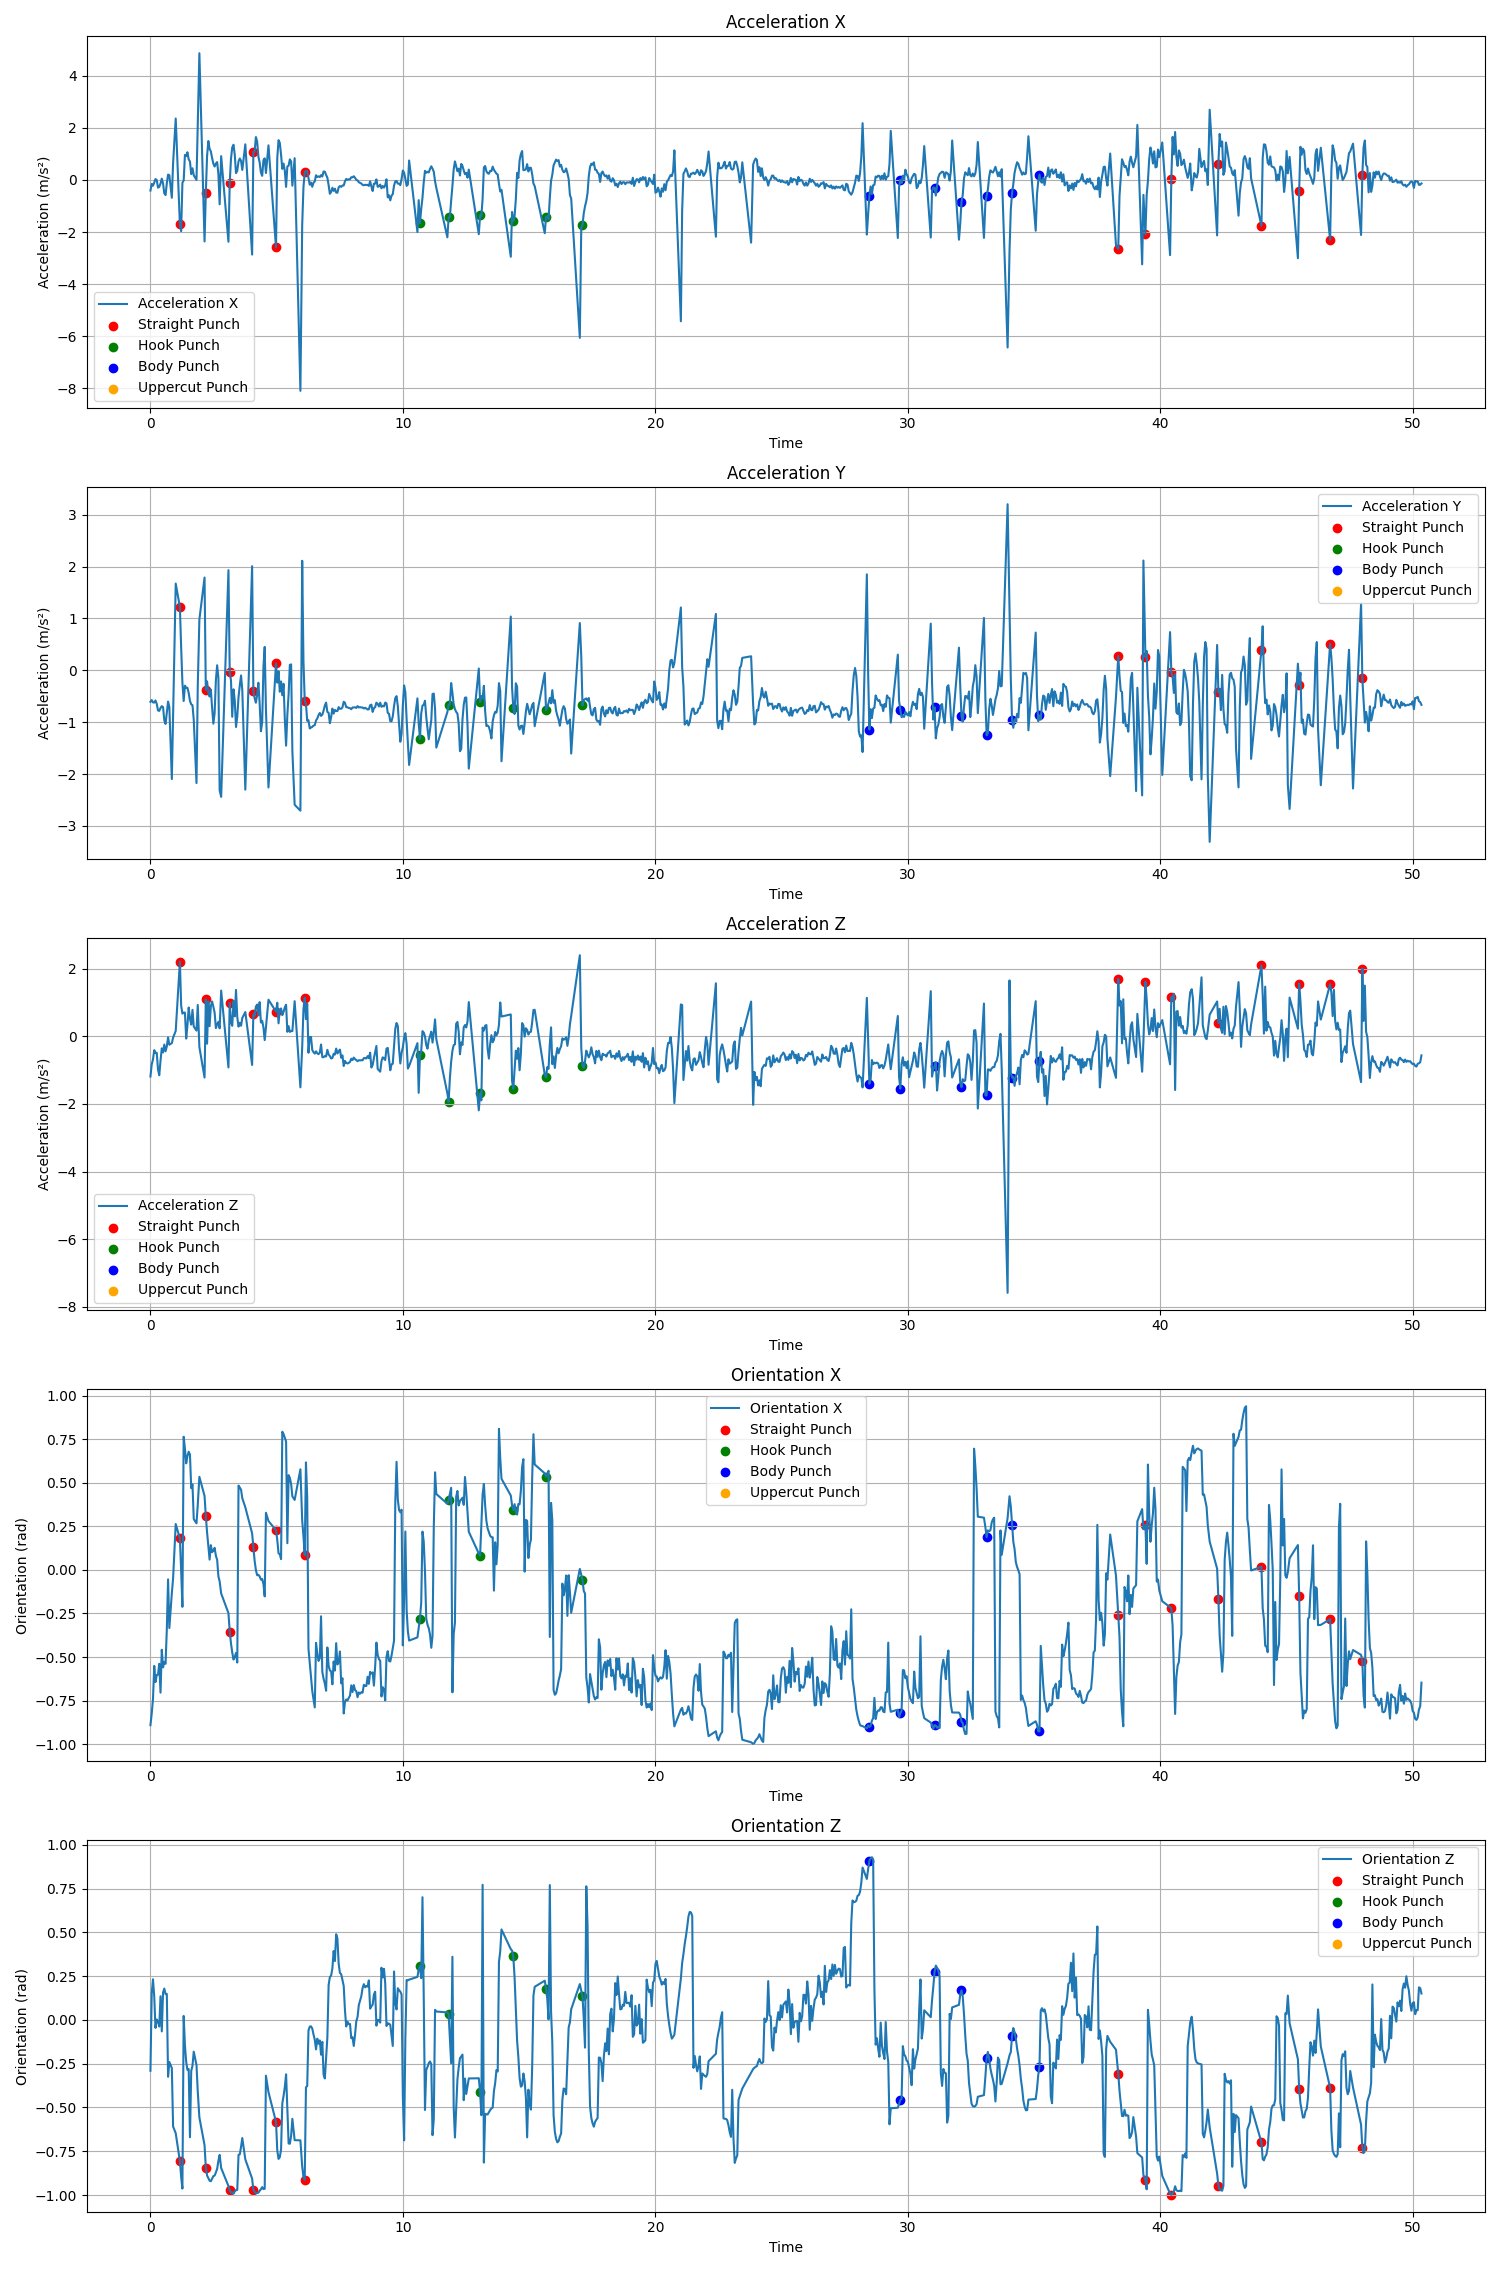 Acceleration X
Acceleration (m/s²)
4
2
0
−2
−4
−6
−8
Acceleration X
Straight Punch
Hook Punch
Body Punch
Uppercut Punch
0 10 20 30 40 50
Time
Acceleration Y
Acceleration (m/s²)
3
2
1
0
−1
−2
−3
Acceleration Y
Straight Punch
Hook Punch
Body Punch
Uppercut Punch
0 10 20 30 40 50
Time
Acceleration Z
Acceleration (m/s²)
2
0
−2
−4
−6
−8
Acceleration Z
Straight Punch
Hook Punch
Body Punch
Uppercut Punch
0 10 20 30 40 50
Time
Orientation X
Orientation (rad)
1.00
0.75
0.50
0.25
0.00
−0.25
−0.50
−0.75
−1.00
Orientation X
Straight Punch
Hook Punch
Body Punch
Uppercut Punch
0 10 20 30 40 50
Time
Orientation Z
Orientation (rad)
1.00
0.75
0.50
0.25
0.00
−0.25
−0.50
−0.75
−1.00
Orientation Z
Straight Punch
Hook Punch
Body Punch
Uppercut Punch
0 10 20 30 40 50
Time